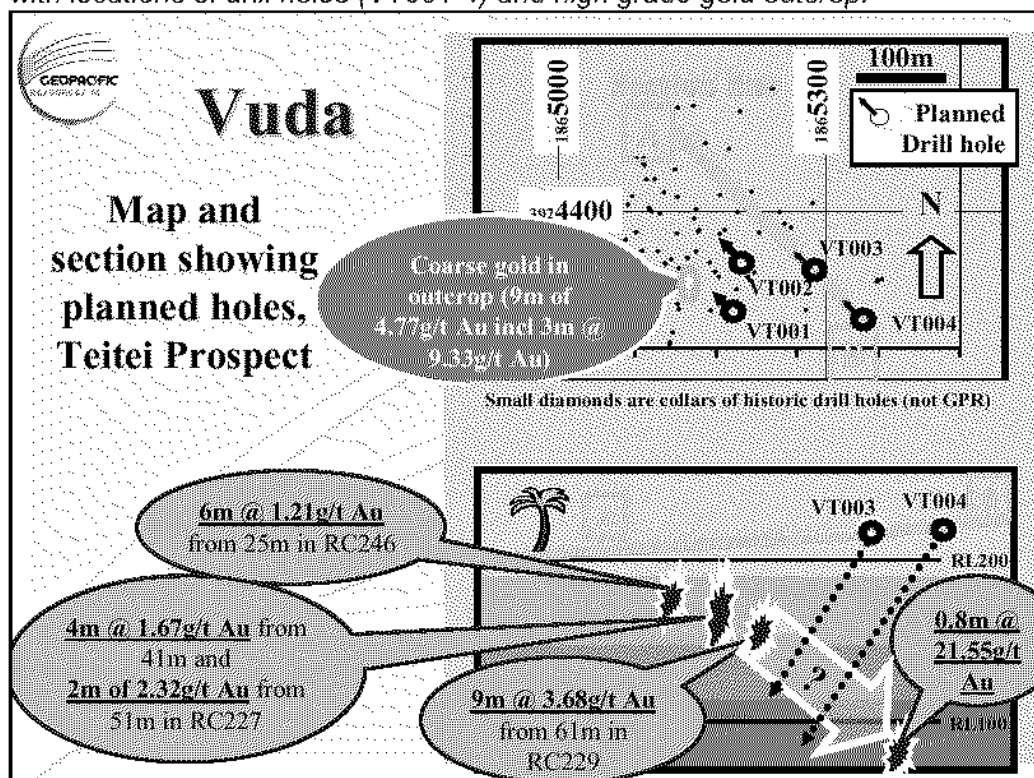 with locations of drill holes (VT001-4) and high grade gold outcrop.
GEOPACIFIC
Vuda
Map and
section showing
planned holes,
Teitei Prospect
100m
1865000
1865300
Planned
Drill hole
3924400
N
Coarse gold in
outcrop (9m of
4.77g/t Au incl 3m @
9.33g/t Au)
VT003
VT002
VT001
VT004
Small diamonds are collars of historic drill holes (not GPR)
6m @ 1.21g/t Au
from 25m in RC246
4m @ 1.67g/t Au from
41m and
2m of 2.32g/t Au from
51m in RC227
9m @ 3.68g/t Au
from 61m in
RC229
VT003
VT004
RL200
0.8m @
21.55g/t
Au
?
RL100